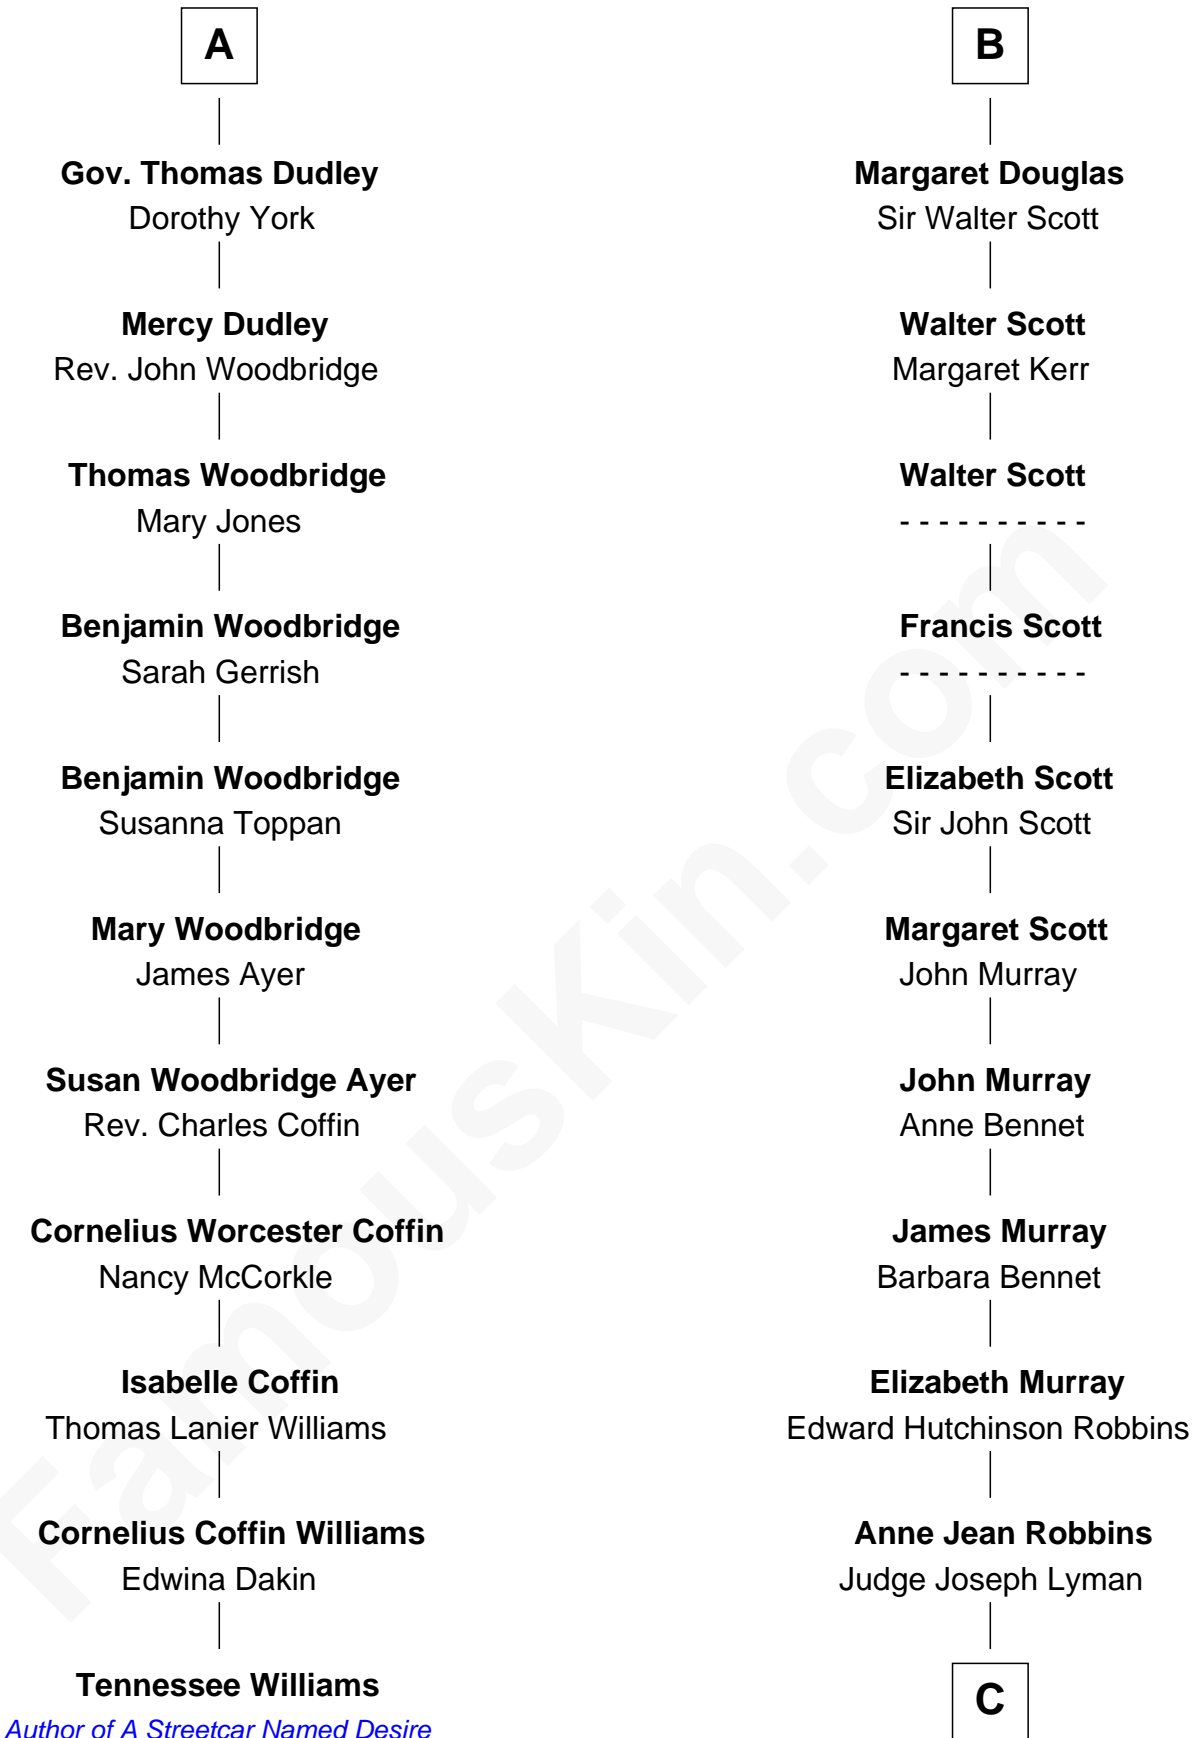 A
Gov. Thomas Dudley
Dorothy York
Mercy Dudley
Rev. John Woodbridge
Thomas Woodbridge
Mary Jones
Benjamin Woodbridge
Sarah Gerrish
Benjamin Woodbridge
Susanna Toppan
Mary Woodbridge
James Ayer
Susan Woodbridge Ayer
Rev. Charles Coffin
Cornelius Worcester Coffin
Nancy McCorkle
Isabelle Coffin
Thomas Lanier Williams
Cornelius Coffin Williams
Edwina Dakin
Tennessee Williams
Author of A Streetcar Named Desire
B
Margaret Douglas
Sir Walter Scott
Walter Scott
Margaret Kerr
Walter Scott
- - - - - - - - - -
Francis Scott
- - - - - - - - - -
Elizabeth Scott
Sir John Scott
Margaret Scott
John Murray
John Murray
Anne Bennet
James Murray
Barbara Bennet
Elizabeth Murray
Edward Hutchinson Robbins
Anne Jean Robbins
Judge Joseph Lyman
C
FamousKin.com